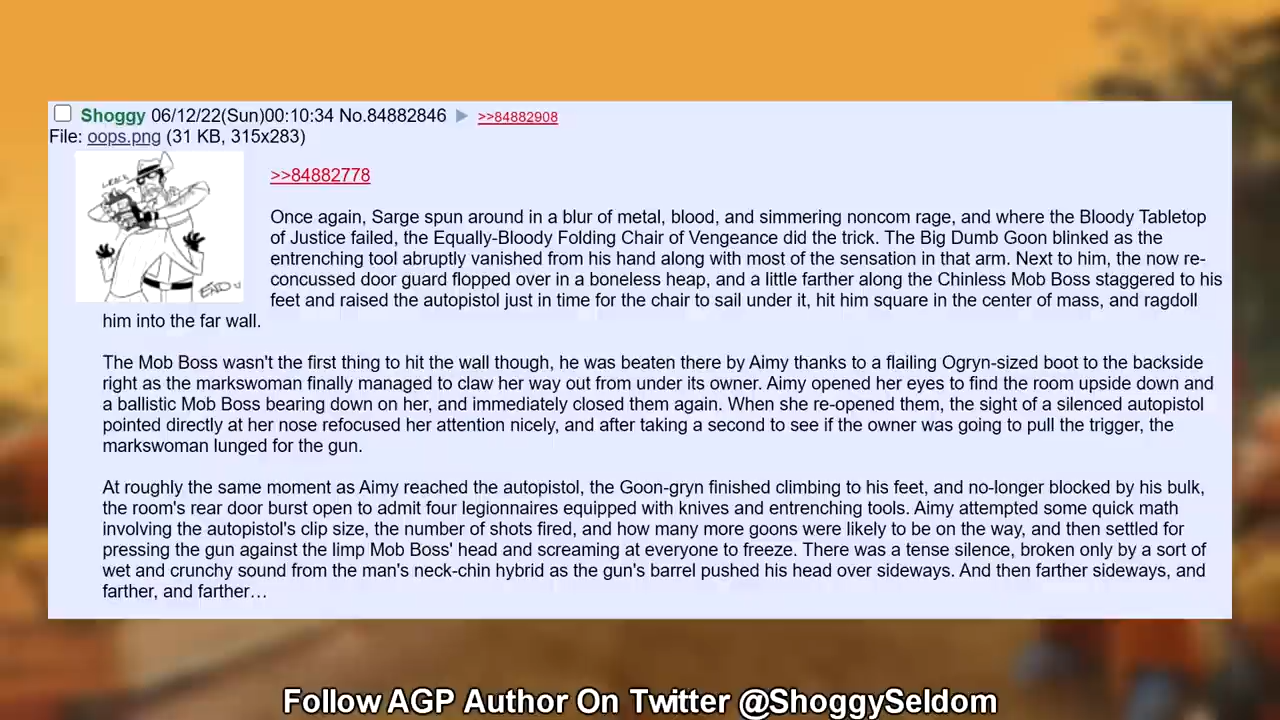 Shoggy 06/12/22(Sun)00:10:34 No.84882846 ▶ >>84882908
File: oops.png (31 KB, 315x283)
>>84882778
Once again, Sarge spun around in a blur of metal, blood, and simmering noncom rage, and where the Bloody Tabletop
of Justice failed, the Equally-Bloody Folding Chair of Vengeance did the trick. The Big Dumb Goon blinked as the
entrenching tool abruptly vanished from his hand along with most of the sensation in that arm. Next to him, the now re-
concussed door guard flopped over in a boneless heap, and a little farther along the Chinless Mob Boss staggered to his
feet and raised the autopistol just in time for the chair to sail under it, hit him square in the center of mass, and ragdoll
him into the far wall.
The Mob Boss wasn't the first thing to hit the wall though, he was beaten there by Aimy thanks to a flailing Ogryn-sized boot to the backside
right as the markswoman finally managed to claw her way out from under its owner. Aimy opened her eyes to find the room upside down and
a ballistic Mob Boss bearing down on her, and immediately closed them again. When she re-opened them, the sight of a silenced autopistol
pointed directly at her nose refocused her attention nicely, and after taking a second to see if the owner was going to pull the trigger, the
markswoman lunged for the gun.
At roughly the same moment as Aimy reached the autopistol, the Goon-gryn finished climbing to his feet, and no-longer blocked by his bulk,
the room's rear door burst open to admit four legionnaires equipped with knives and entrenching tools. Aimy attempted some quick math
involving the autopistol's clip size, the number of shots fired, and how many more goons were likely to be on the way, and then settled for
pressing the gun against the limp Mob Boss' head and screaming at everyone to freeze. There was a tense silence, broken only by a sort of
wet and crunchy sound from the man's neck-chin hybrid as the gun's barrel pushed his head over sideways. And then farther sideways, and
farther, and farther…
Follow AGP Author On Twitter @ShoggySeldom